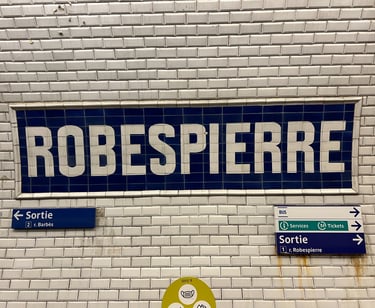 ROBESPIERRE
Sortie
2 r. Barbès
BUS
Services Tickets
Sortie
1 r. Robespierre